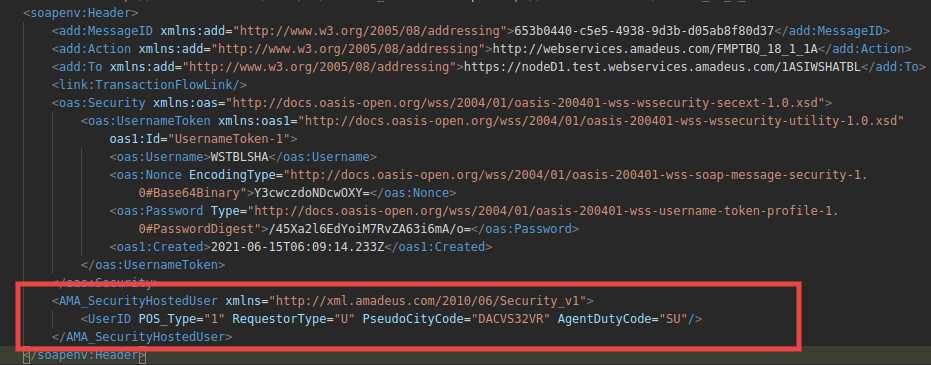 <soapenv:Header>
<add:MessageID xmlns:add="http://www.w3.org/2005/08/addressing">653b0440-c5e5-4938-9d3b-d05ab8f80d37</add:MessageID>
<add:Action xmlns:add="http://www.w3.org/2005/08/addressing">http://webservices.amadeus.com/FMPTBQ_18_1_1A</add:Action>
<add:To xmlns:add="http://www.w3.org/2005/08/addressing">https://nodeD1.test.webservices.amadeus.com/1ASIWSHATBL</add:To>
<link:TransactionFlowLink/>
<oas:Security xmlns:oas="http://docs.oasis-open.org/wss/2004/01/oasis-200401-wss-wssecurity-secext-1.0.xsd">
<oas:UsernameToken xmlns:oas1="http://docs.oasis-open.org/wss/2004/01/oasis-200401-wss-wssecurity-utility-1.0.xsd"
oas1:Id="UsernameToken-1">
<oas:Username>WSTBLSHA</oas:Username>
<oas:Nonce EncodingType="http://docs.oasis-open.org/wss/2004/01/oasis-200401-wss-soap-message-security-1.
0#Base64Binary">Y3cwczdoNDcwOXY=</oas:Nonce>
<oas:Password Type="http://docs.oasis-open.org/wss/2004/01/oasis-200401-wss-username-token-profile-1.
0#PasswordDigest">/45Xa2l6EdYoiM7RvZA63i6mA/o=</oas:Password>
<oas1:Created>2021-06-15T06:09:14.233Z</oas1:Created>
</oas:UsernameToken>
</oas:Security>
<AMA_SecurityHostedUser xmlns="http://xml.amadeus.com/2010/06/Security_v1">
<UserID POS_Type="1" RequestorType="U" PseudoCityCode="DACVS32VR" AgentDutyCode="SU"/>
</AMA_SecurityHostedUser>
</soapenv:Header>